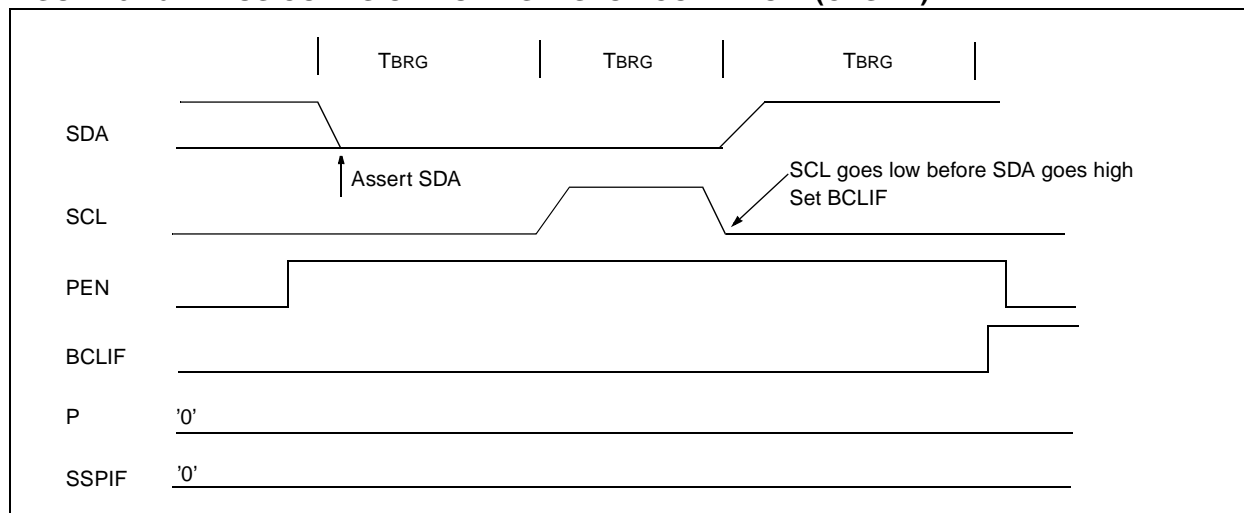 TBRG TBRG TBRG
SDA
Assert SDA
SCL goes low before SDA goes high
Set BCLIF
SCL
PEN
BCLIF
P '0'
SSPIF '0'